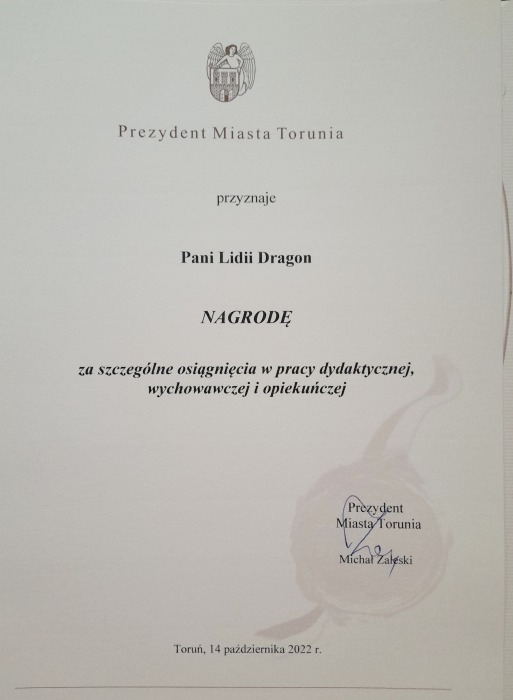 Prezydent Miasta Torunia
przyznaje
Pani Lidii Dragon
NAGRODĘ
za szczególne osiągnięcia w pracy dydaktycznej,
wychowawczej i opiekuńczej
Prezydent
Miasta Torunia
Michał Zaleski
Toruń, 14 października 2022 r.